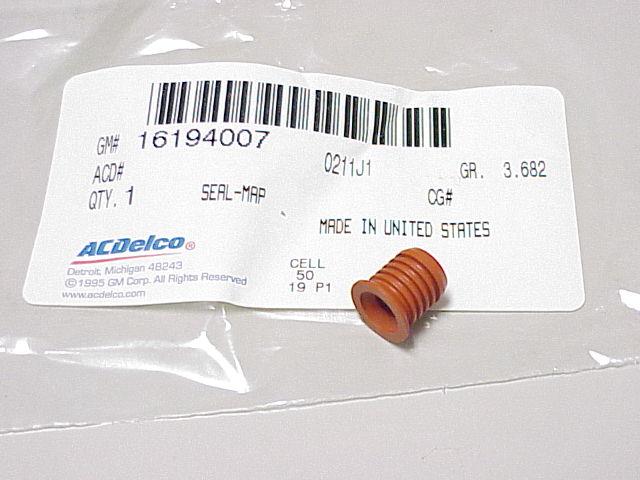 GM# 16194007
ACD# 0211J1 GR. 3.682
QTY. 1 SEAL-MAP CG#
MADE IN UNITED STATES
ACDelco®
Detroit, Michigan 48243
©1995 GM Corp. All Rights Reserved
www.acdelco.com
CELL
50
19 P1